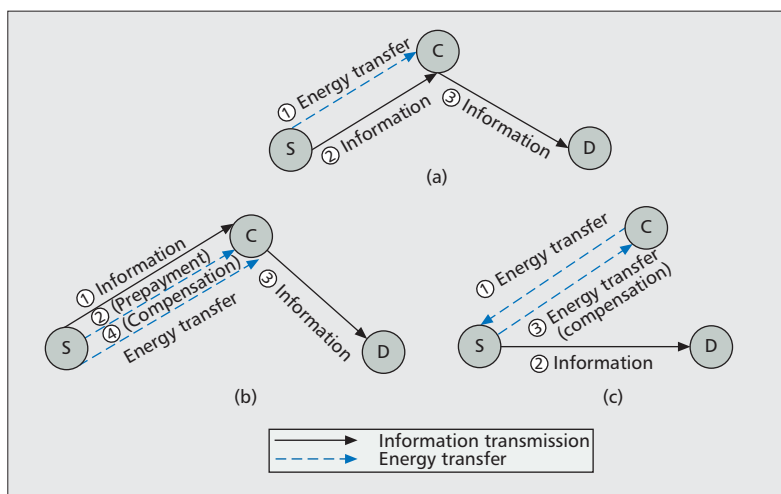 C
① Energy transfer
③ Information
② Information
S
D
(a)
C
① Information
② (Prepayment)
④ (Compensation)
Energy transfer
③ Information
S
D
(b)
C
① Energy transfer
③ Energy transfer
(compensation)
S
D
② Information
(c)
Information transmission
Energy transfer